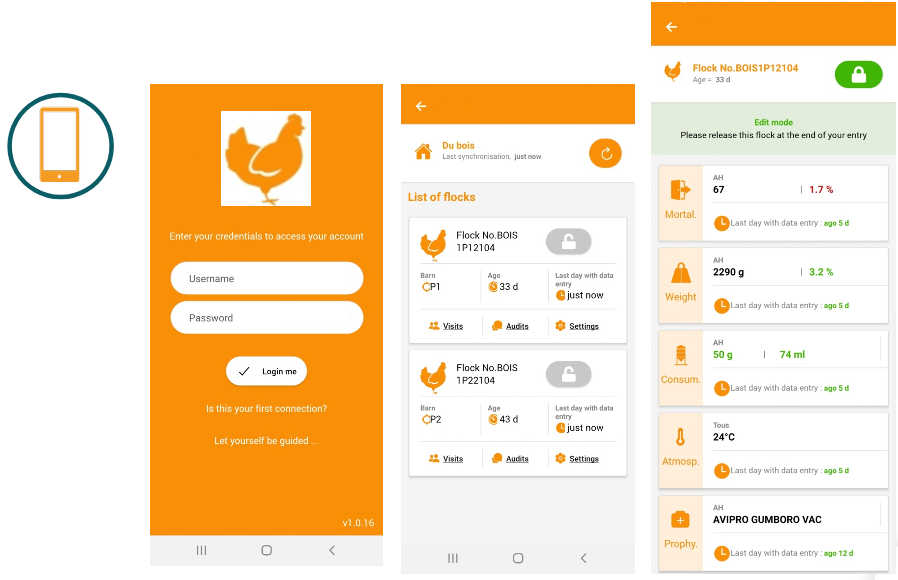 Enter your credentials to access your account
Username
Password
Login me
Is this your first connection?
Let yourself be guided ...
v1.0.16
Du bois
Last synchronisation, just now
List of flocks
Flock No.BOIS
1P12104
Barn
P1
Age
33 d
Last day with data
entry
just now
Visits
Audits
Settings
Flock No.BOIS
1P22104
Barn
P2
Age
43 d
Last day with data
entry
just now
Visits
Audits
Settings
Flock No.BOIS1P12104
Age = 33 d
Edit mode
Please release this flock at the end of your entry
Mortal.
AH
67 | 1.7 %
Last day with data entry : ago 5 d
Weight
AH
2290 g | 3.2 %
Last day with data entry : ago 5 d
Consum.
AH
50 g | 74 ml
Last day with data entry : ago 5 d
Atmosp.
Tous
24°C
Last day with data entry : ago 5 d
Prophy.
AH
AVIPRO GUMBORO VAC
Last day with data entry : ago 12 d